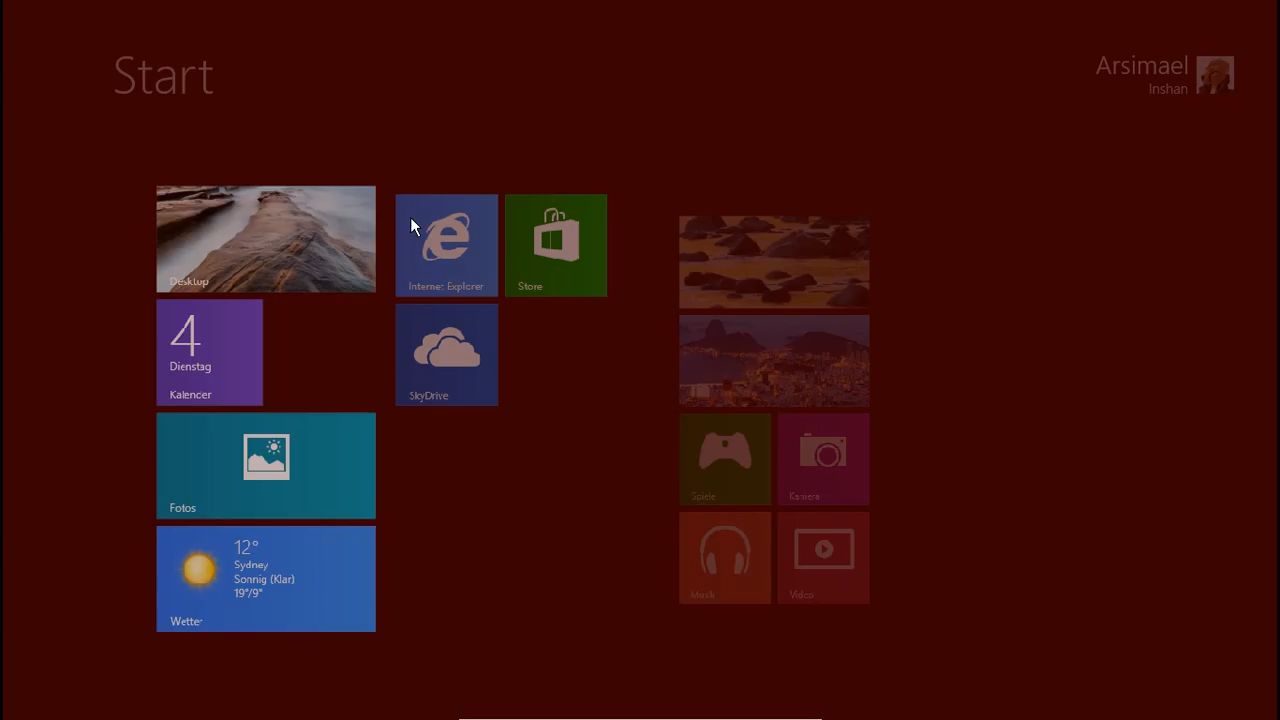 Start
Arsimael
Inshan
Desktop
Internet Explorer
Store
4
Dienstag
Kalender
SkyDrive
Fotos
Spiele
Kamera
12°
Sydney
Sonnig (Klar)
19°/9°
Wetter
Musik
Video